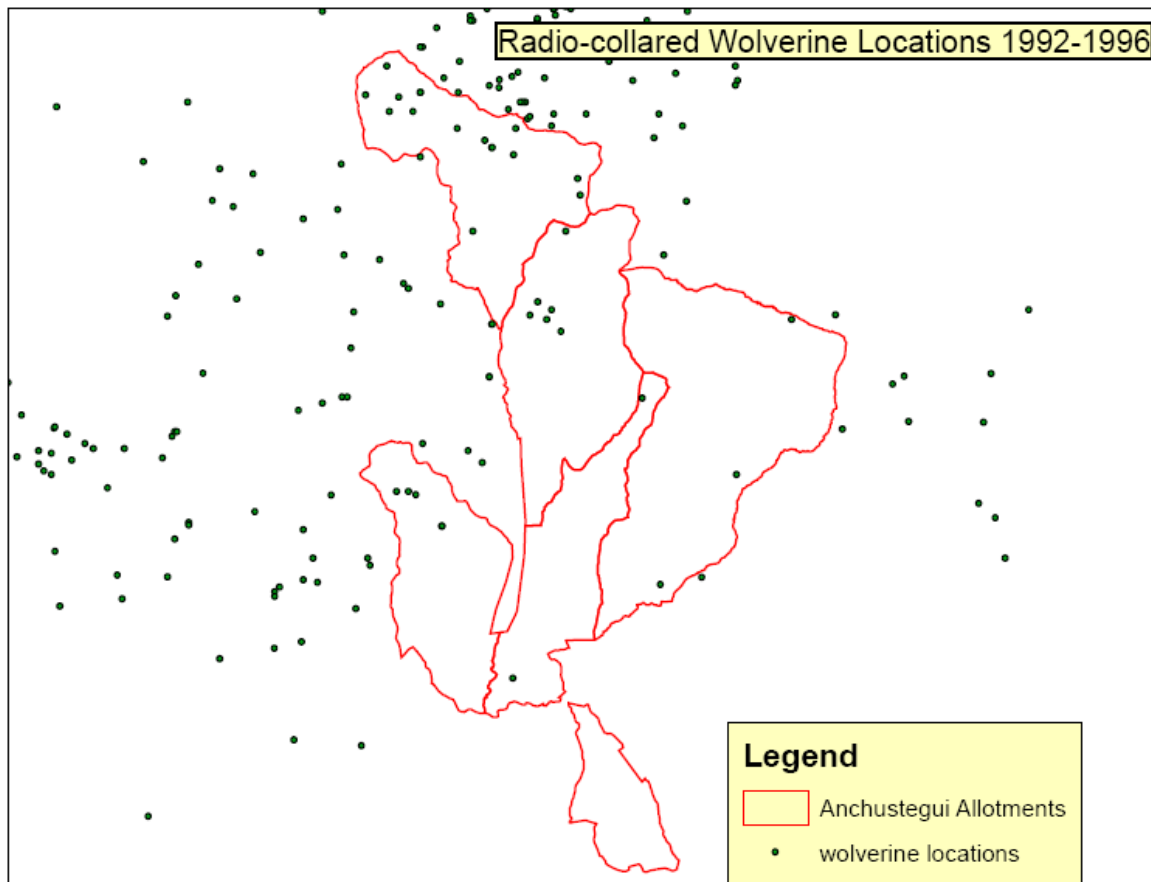 Radio-collared Wolverine Locations 1992-1996
Legend
Anchustegui Allotments
wolverine locations